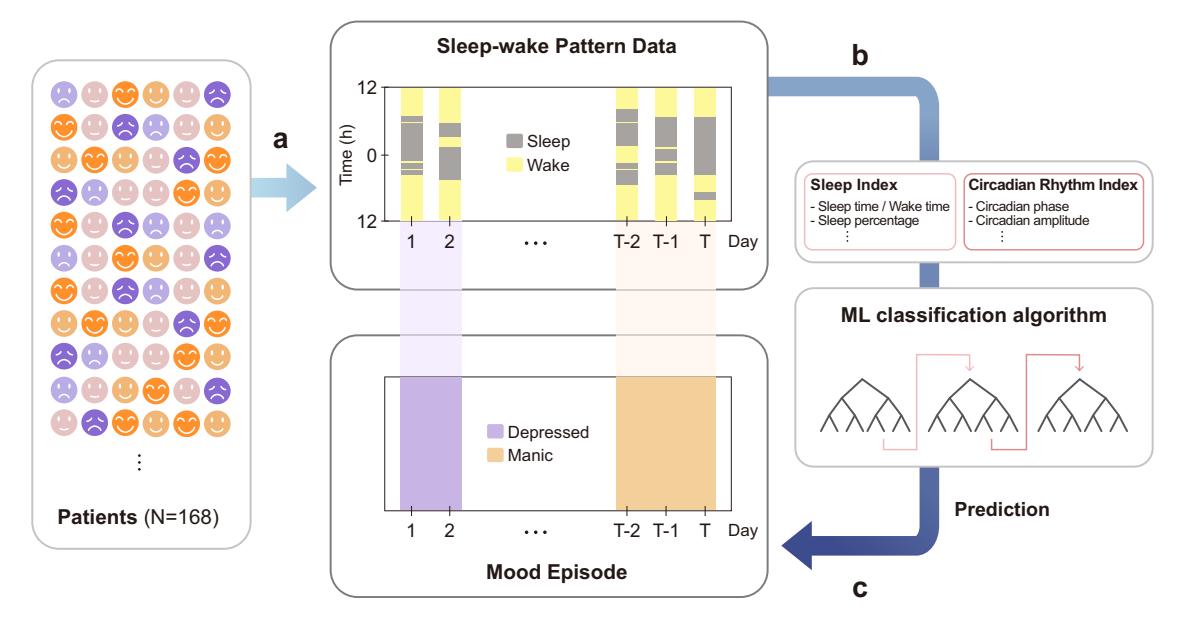 Patients (N=168)
a
Sleep-wake Pattern Data
Time (h)
12
0
12
Sleep
Wake
1 2 ... T-2 T-1 T Day
Depressed
Manic
1 2 ... T-2 T-1 T Day
Mood Episode
b
Sleep Index
- Sleep time / Wake time
- Sleep percentage
Circadian Rhythm Index
- Circadian phase
- Circadian amplitude
ML classification algorithm
Prediction
c